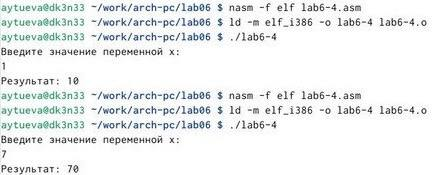 aytueva@dk3n33 ~/work/arch-pc/lab06 $ nasm -f elf lab6-4.asm
aytueva@dk3n33 ~/work/arch-pc/lab06 $ ld -m elf_i386 -o lab6-4 lab6-4.o
aytueva@dk3n33 ~/work/arch-pc/lab06 $ ./lab6-4
Введите значение переменной x:
1
Результат: 10
aytueva@dk3n33 ~/work/arch-pc/lab06 $ nasm -f elf lab6-4.asm
aytueva@dk3n33 ~/work/arch-pc/lab06 $ ld -m elf_i386 -o lab6-4 lab6-4.o
aytueva@dk3n33 ~/work/arch-pc/lab06 $ ./lab6-4
Введите значение переменной x:
7
Результат: 70